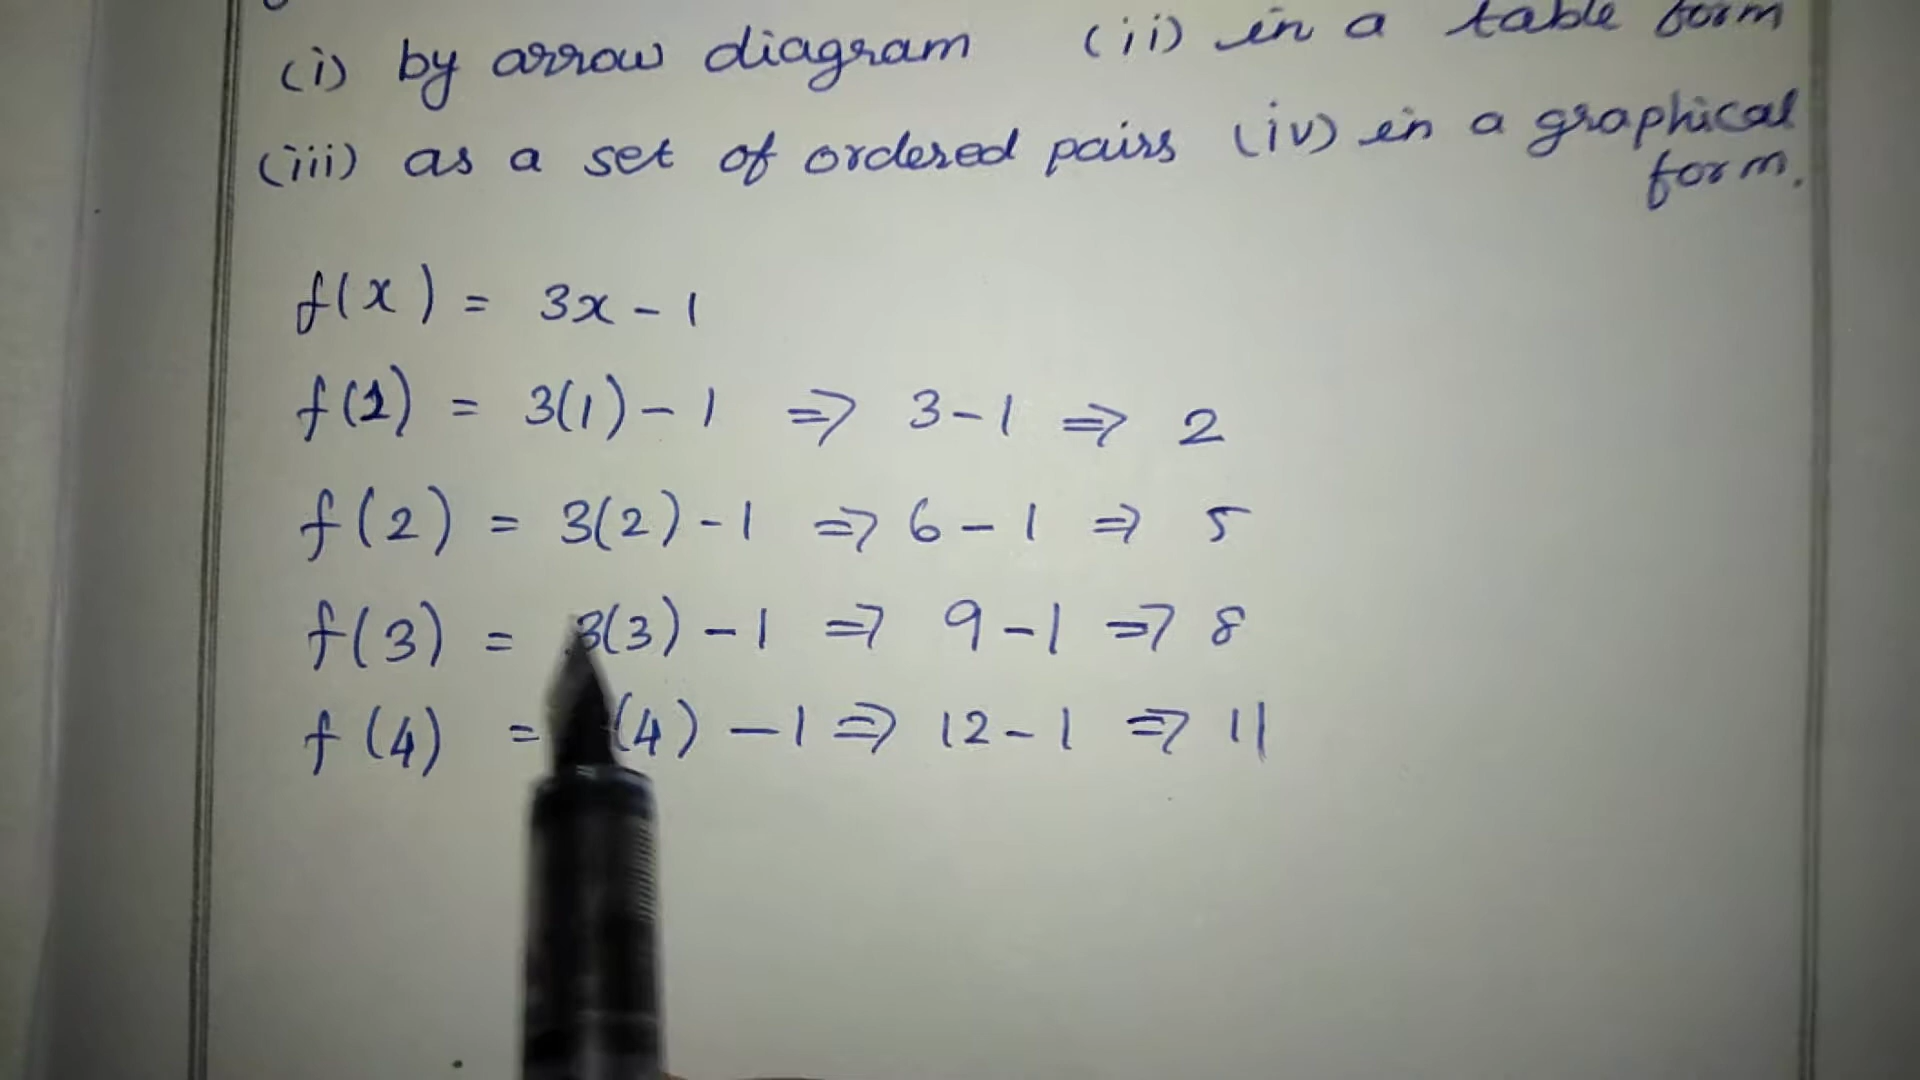 (i) by arrow diagram (ii) in a table form
(iii) as a set of ordered pairs (iv) in a graphical
form.
f(x) = 3x - 1
f(1) = 3(1) - 1 => 3 - 1 => 2
f(2) = 3(2) - 1 => 6 - 1 => 5
f(3) = 3(3) - 1 => 9 - 1 => 8
f(4) = (4) - 1 => 12 - 1 => 11